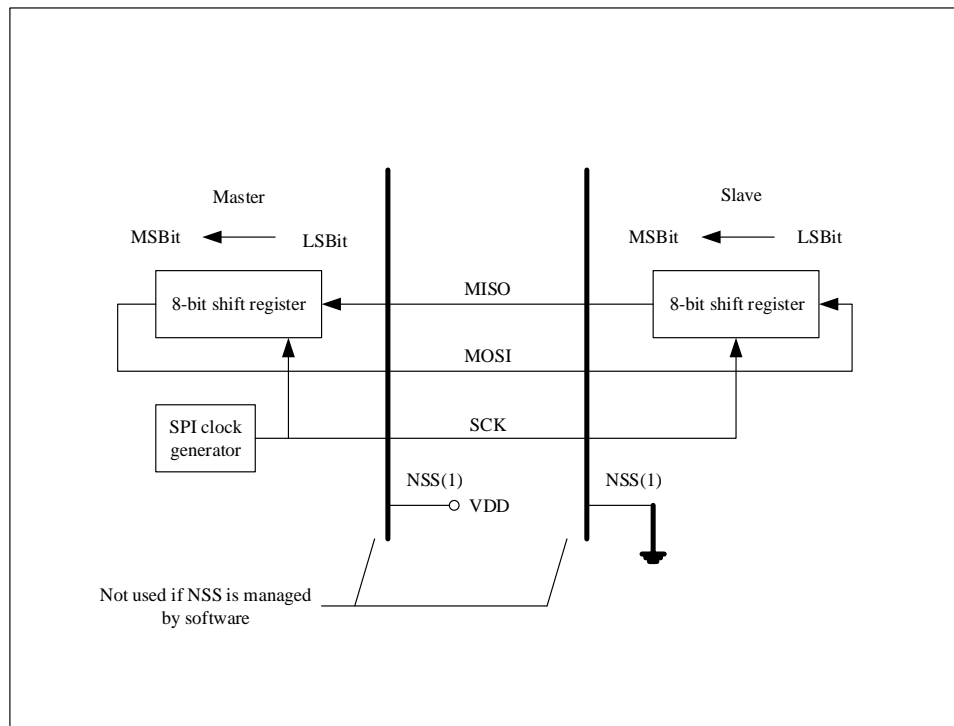 Master
Slave
MSBit
LSBit
MSBit
LSBit
8-bit shift register
MISO
8-bit shift register
MOSI
SPI clock
generator
SCK
NSS(1)
NSS(1)
VDD
Not used if NSS is managed
by software